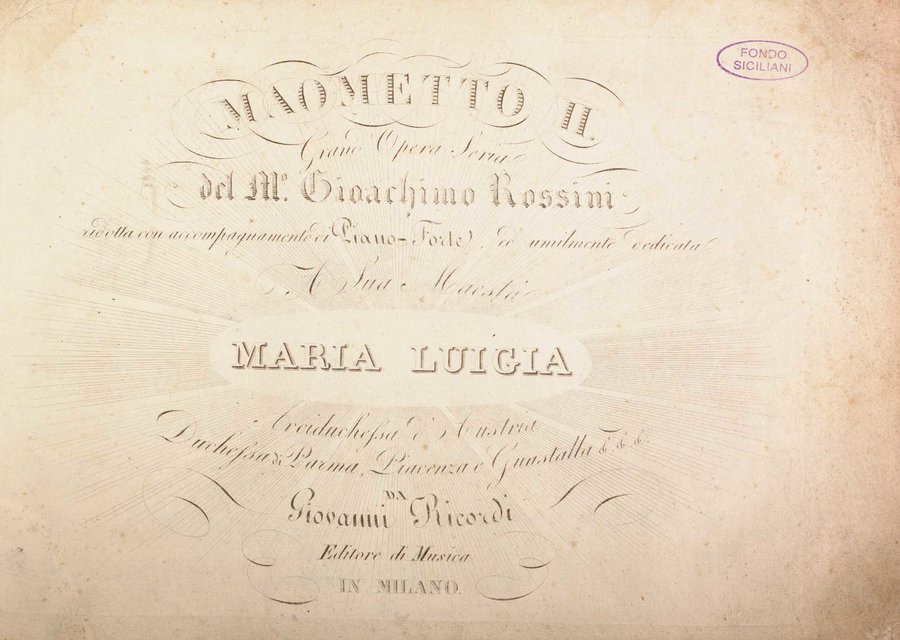 FONDO
SICILIANI
MAOMETTO II.
Grand' Opera Seria
del Mº. Gioachimo Rossini
ridotta con accompagnamento di Piano-Forte, ed umilmente dedicata
A Sua Maestà
MARIA LUIGIA
Arciduchessa d'Austria
Duchessa di Parma, Piacenza e Guastalla &. &. &.
DA
Giovanni Ricordi
Editore di Musica
IN MILANO.